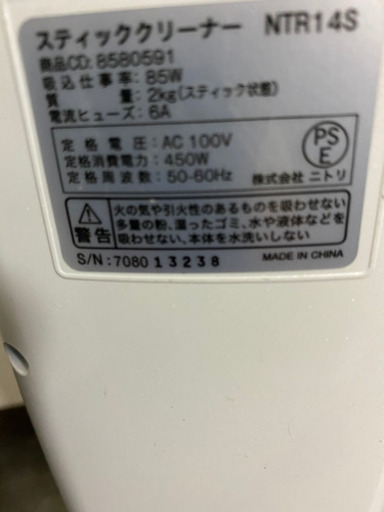 スティッククリーナー NTR14S
商品CD: 8580591
吸込仕事率: 85W
質 量: 2kg(スティック状態)
電流ヒューズ: 6A
定 格 電 圧: AC 100V
定格消費電力: 450W
定格周波数: 50-60Hz
PS
E
株式会社 ニトリ
警告
火の気や引火性のあるものを吸わせない
多量の粉、湿ったゴミ、水や液体などを
吸わせない、本体を水洗いしない
S/N: 7080 13238
MADE IN CHINA